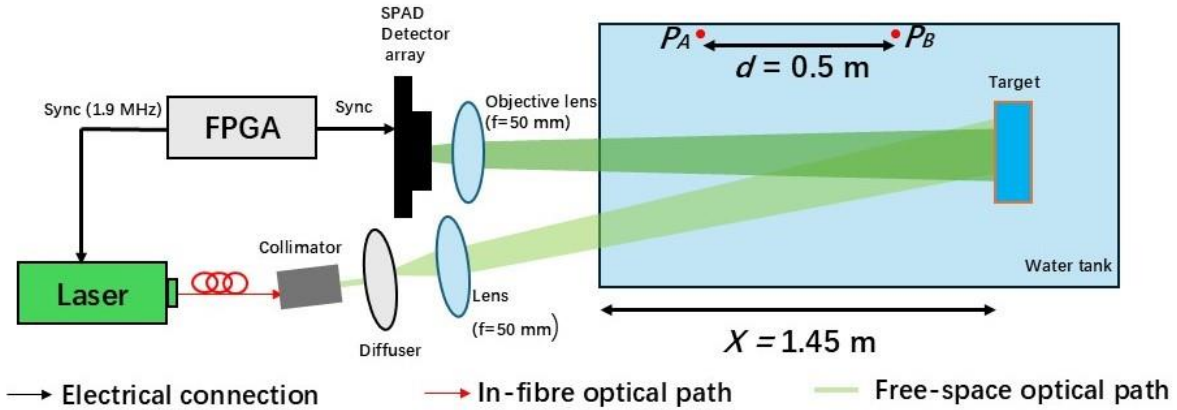 SPAD
Detector
array
Sync (1.9 MHz)
FPGA
Sync
Objective lens
(f=50 mm)
PA
PB
d = 0.5 m
Target
Collimator
Laser
Lens
(f=50 mm)
Diffuser
Water tank
X = 1.45 m
Electrical connection
In-fibre optical path
Free-space optical path